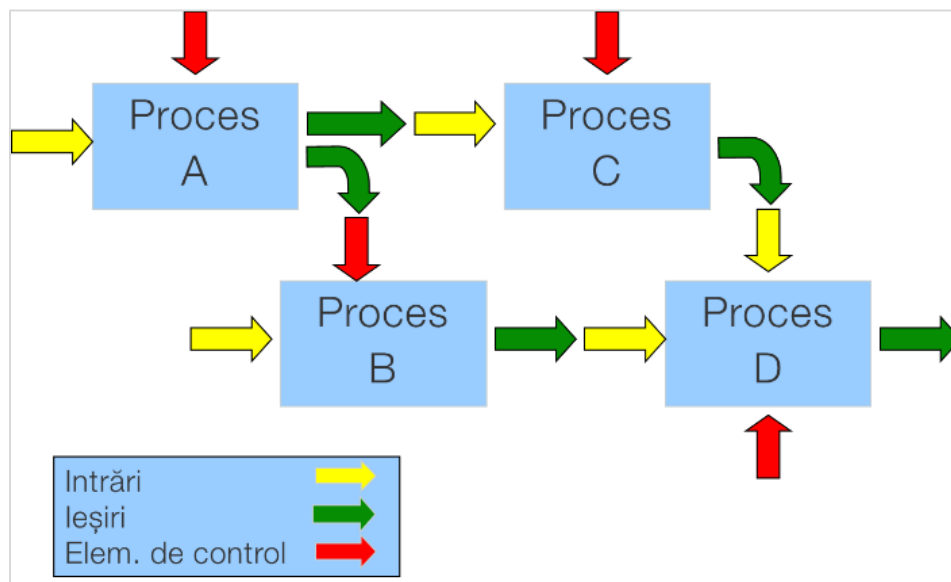 Proces
A
Proces
C
Proces
B
Proces
D
Intrări
Ieșiri
Elem. de control